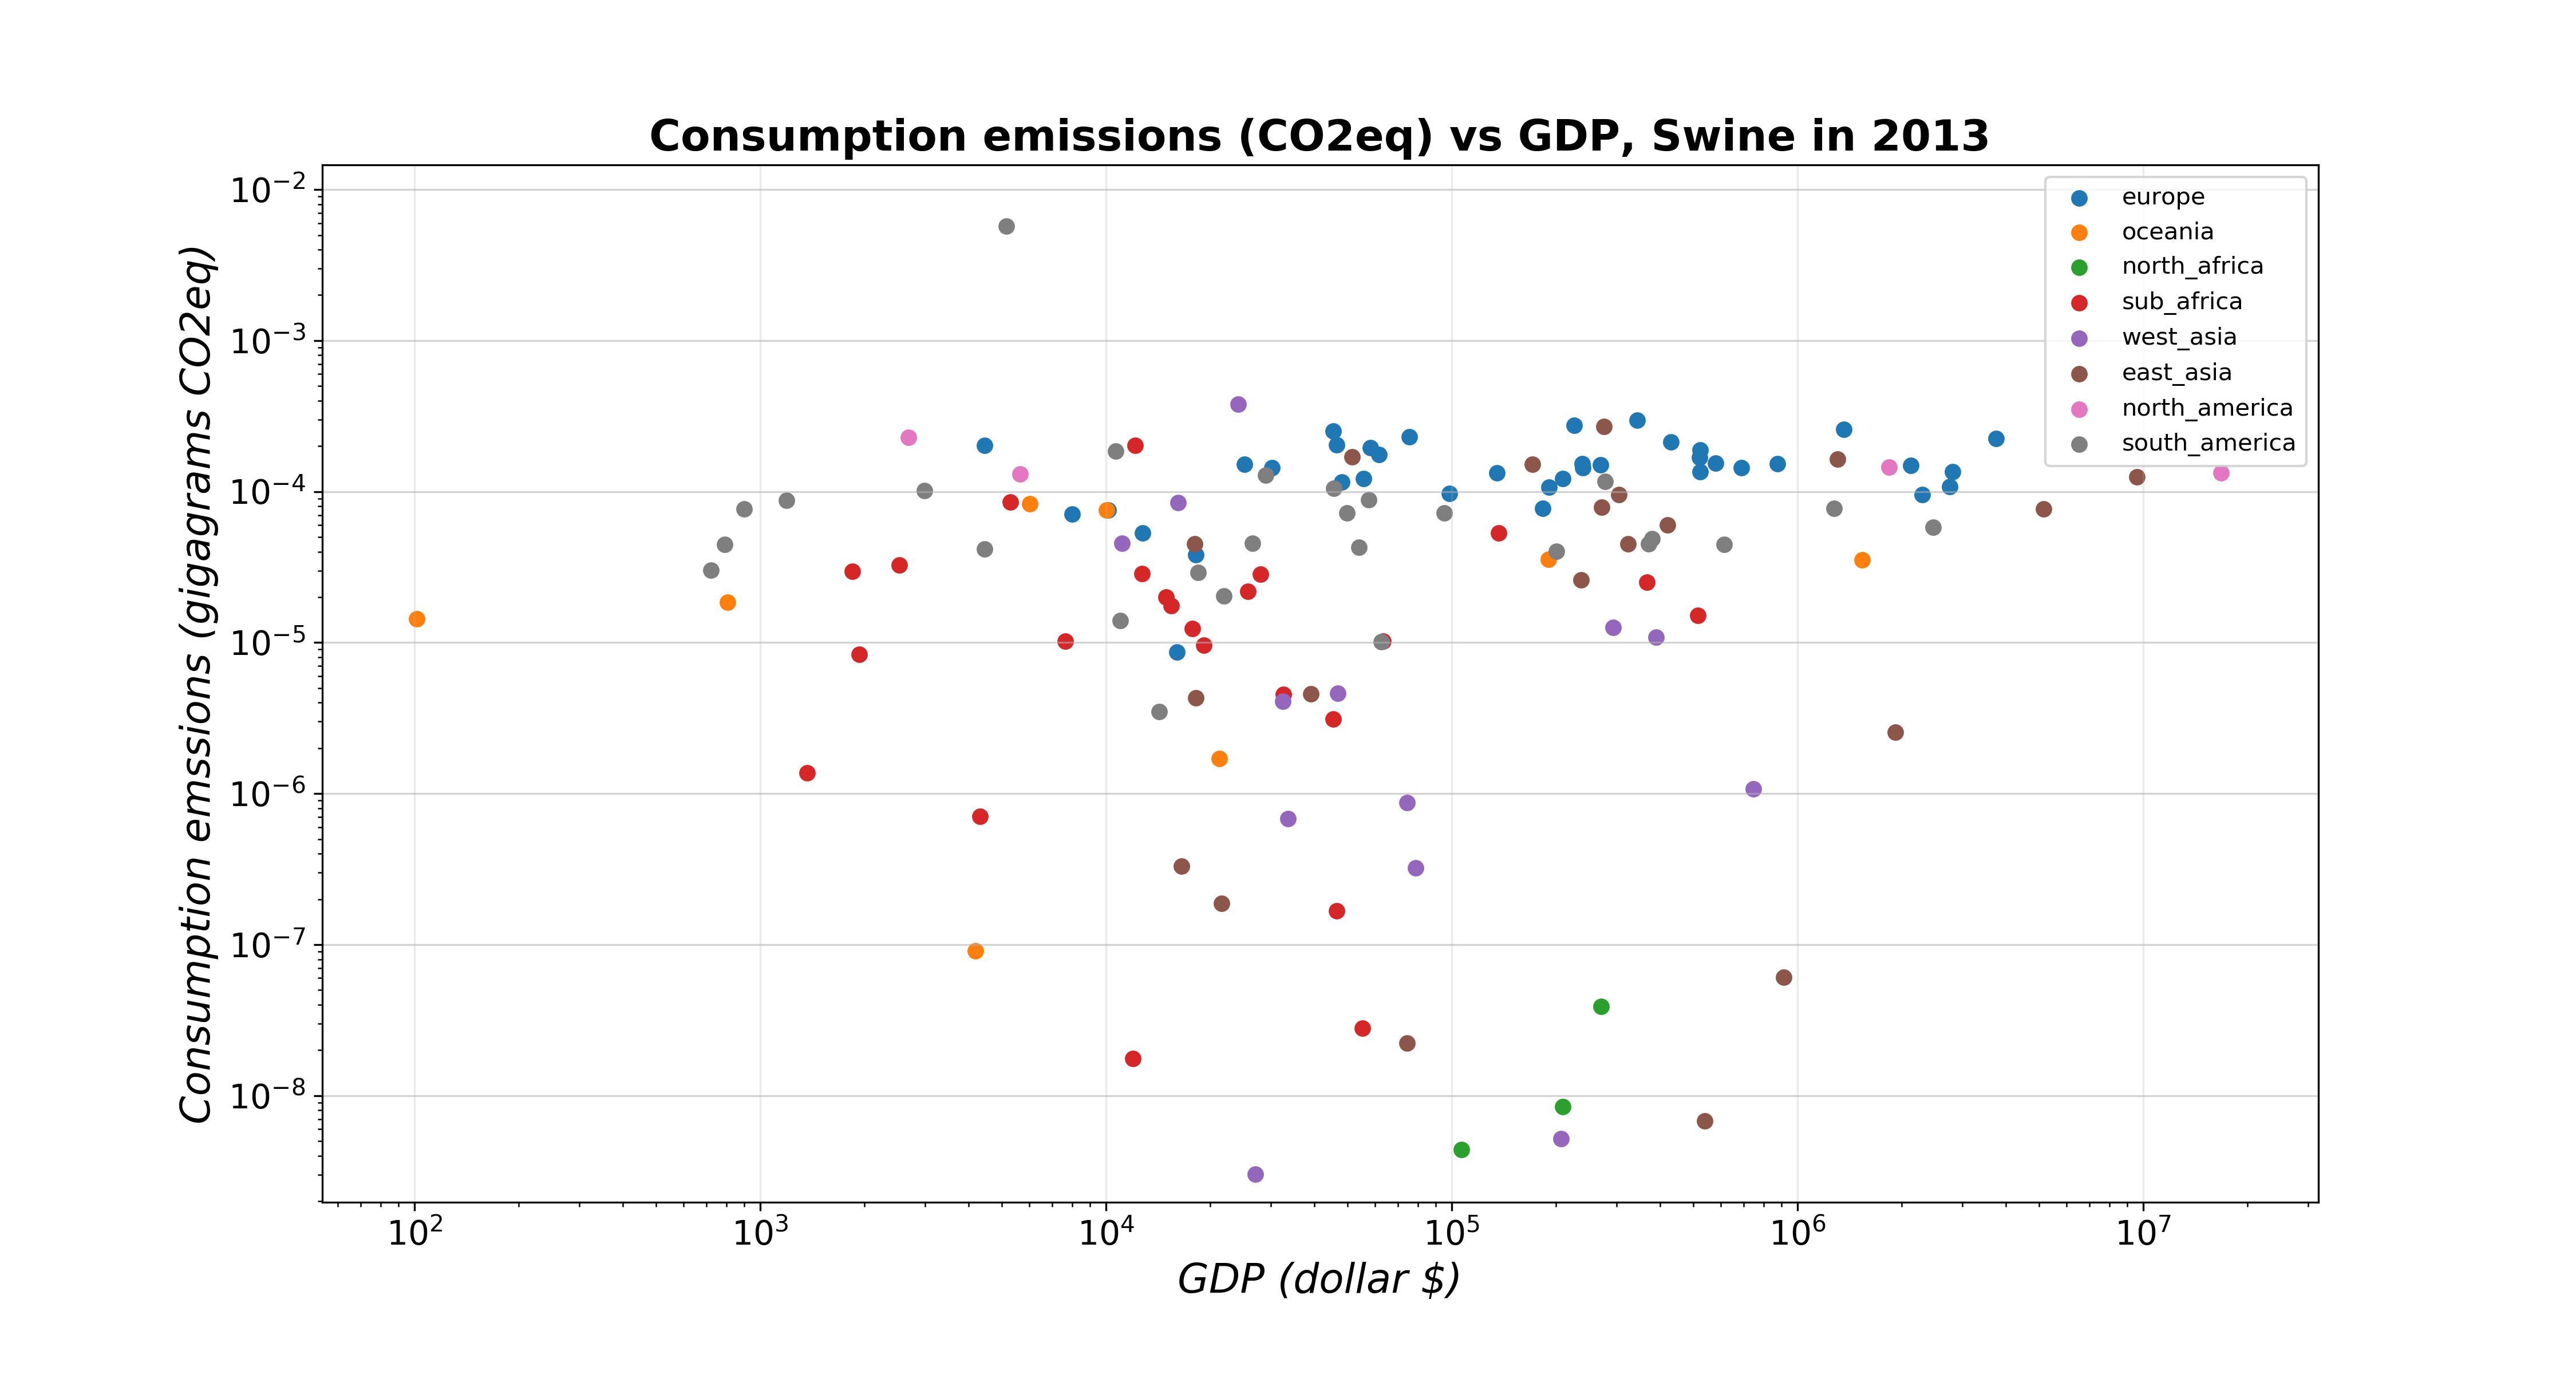 Consumption emissions (CO2eq) vs GDP, Swine in 2013
Consumption emssions (gigagrams CO2eq)
10⁻²
10⁻³
10⁻⁴
10⁻⁵
10⁻⁶
10⁻⁷
10⁻⁸
europe
oceania
north_africa
sub_africa
west_asia
east_asia
north_america
south_america
10² 10³ 10⁴ 10⁵ 10⁶ 10⁷
GDP (dollar $)